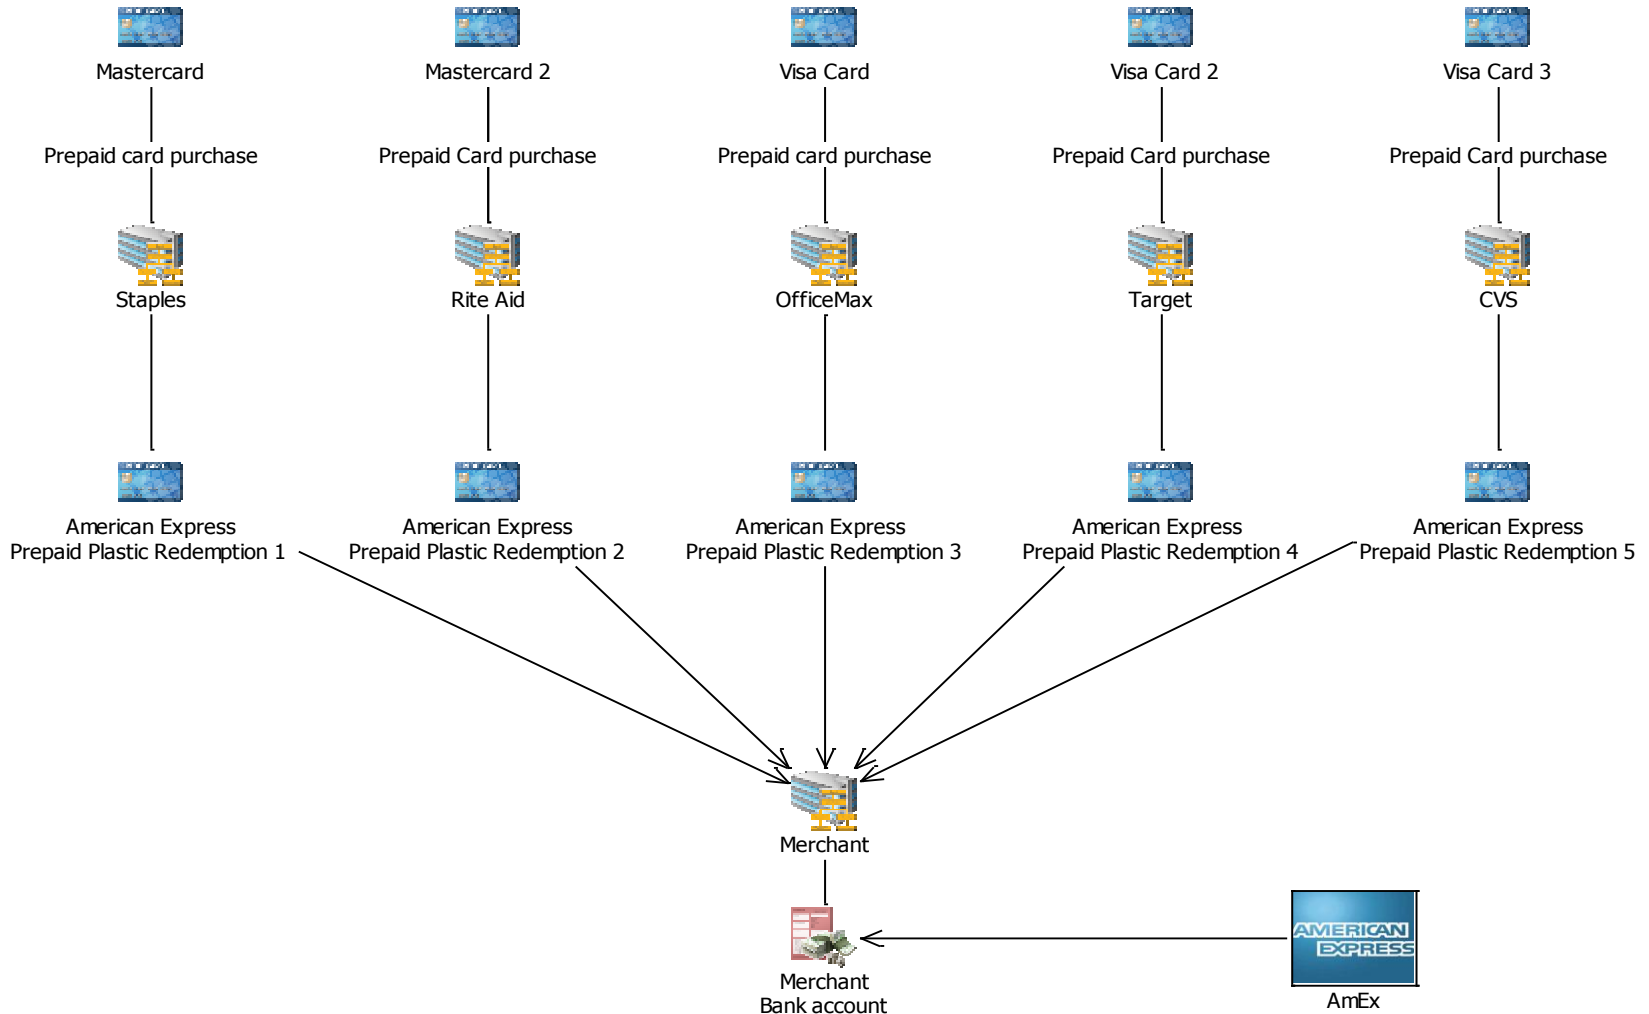 Mastercard
Mastercard 2
Visa Card
Visa Card 2
Visa Card 3
Prepaid card purchase
Prepaid Card purchase
Prepaid card purchase
Prepaid Card purchase
Prepaid Card purchase
Staples
Rite Aid
OfficeMax
Target
CVS
American Express
Prepaid Plastic Redemption 1
American Express
Prepaid Plastic Redemption 2
American Express
Prepaid Plastic Redemption 3
American Express
Prepaid Plastic Redemption 4
American Express
Prepaid Plastic Redemption 5
Merchant
Merchant
Bank account
AMERICAN
EXPRESS
AmEx